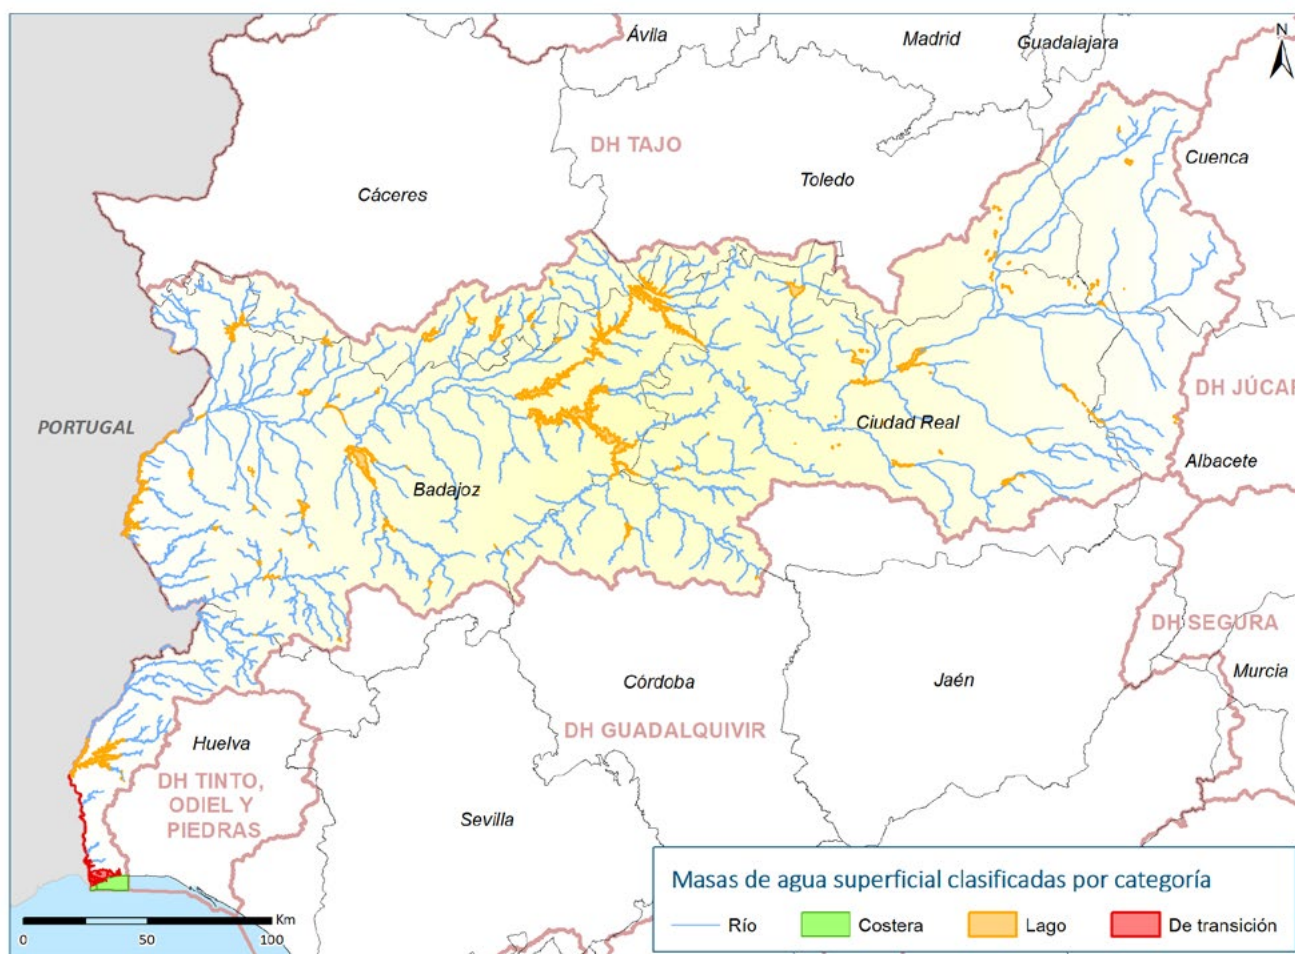 Ávila
Madrid
Guadalajara
N
DH TAJO
Cuenca
Cáceres
Toledo
DH JÚCAR
PORTUGAL
Ciudad Real
Albacete
Badajoz
DH SEGURA
Murcia
Córdoba
Jaén
DH GUADALQUIVIR
Huelva
DH TINTO,
ODIEL Y
PIEDRAS
Sevilla
Masas de agua superficial clasificadas por categoría
Río
Costera
Lago
De transición
Km
0 50 100